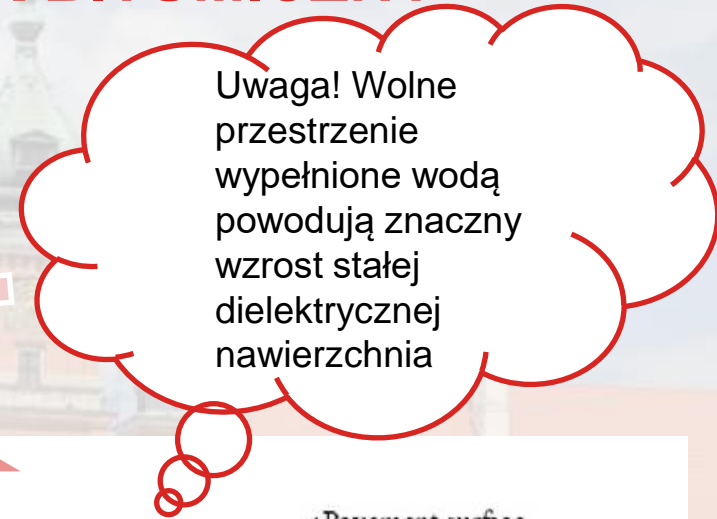 Uwaga! Wolne
przestrzenie
wypełnione wodą
powodują znaczny
wzrost stałej
dielektrycznej
nawierzchnia